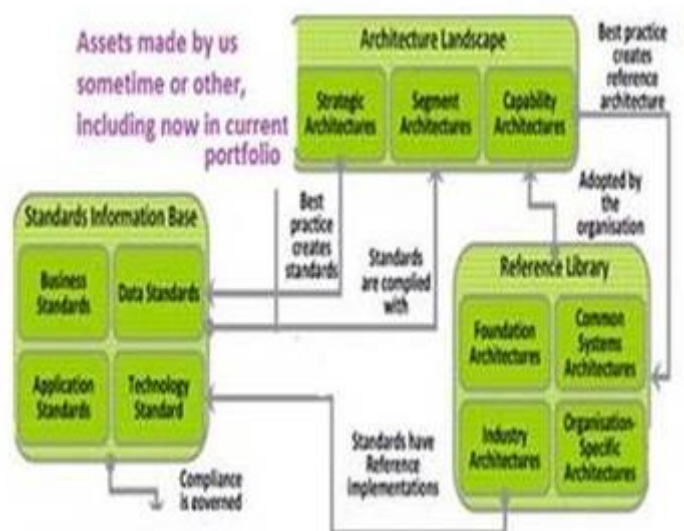 Assets made by us
sometime or other,
including now in current
portfolio
Architecture Landscape
Strategic
Architectures
Segment
Architectures
Capability
Architectures
Best practice
creates
reference
architecture
Best
practice
creates
standards
Standards
are complied
with
Adopted by
the
organisation
Standards Information Base
Business
Standards
Data Standards
Application
Standards
Technology
Standard
Reference Library
Foundation
Architectures
Common
Systems
Architectures
Industry
Architectures
Organisation-
Specific
Architectures
Standards have
Reference
implementations
Compliance
is governed